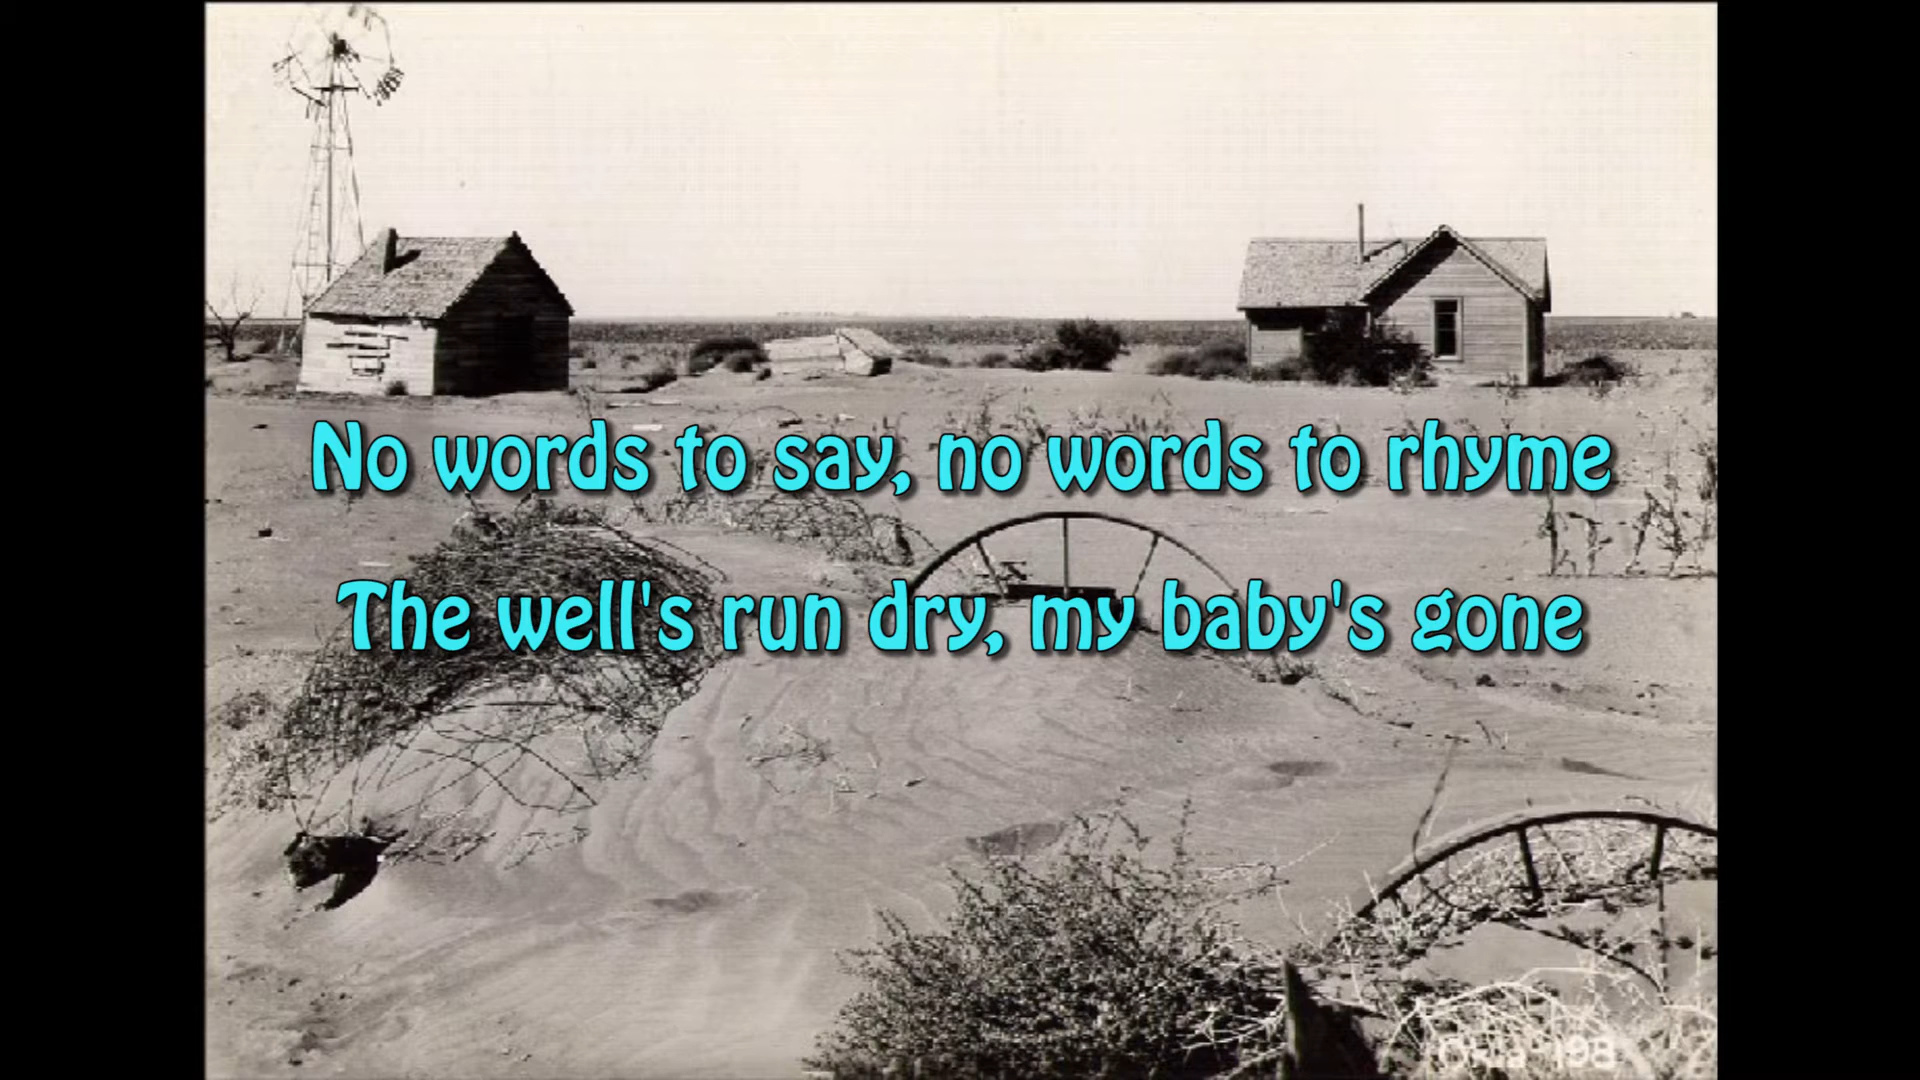 No words to say, no words to rhyme
The well's run dry, my baby's gone